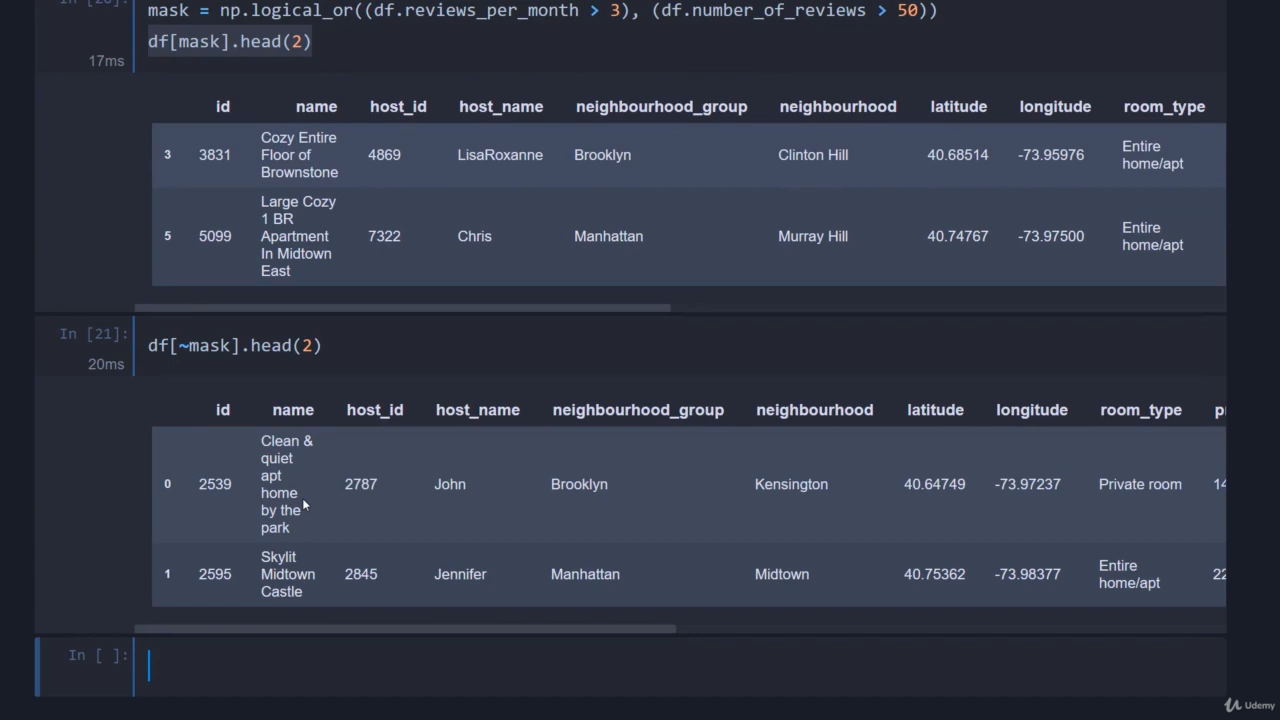 In [20]:
mask = np.logical_or((df.reviews_per_month > 3), (df.number_of_reviews > 50))
df[mask].head(2)
17ms
id name host_id host_name neighbourhood_group neighbourhood latitude longitude room_type
3 3831 Cozy Entire Floor of Brownstone 4869 LisaRoxanne Brooklyn Clinton Hill 40.68514 -73.95976 Entire home/apt
5 5099 Large Cozy 1 BR Apartment In Midtown East 7322 Chris Manhattan Murray Hill 40.74767 -73.97500 Entire home/apt
In [21]:
df[~mask].head(2)
20ms
id name host_id host_name neighbourhood_group neighbourhood latitude longitude room_type
0 2539 Clean & quiet apt home by the park 2787 John Brooklyn Kensington 40.64749 -73.97237 Private room
1 2595 Skylit Midtown Castle 2845 Jennifer Manhattan Midtown 40.75362 -73.98377 Entire home/apt
In [ ]:
Udemy